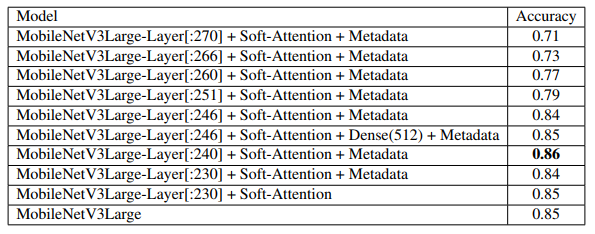 Model Accuracy
MobileNetV3Large-Layer[:270] + Soft-Attention + Metadata 0.71
MobileNetV3Large-Layer[:266] + Soft-Attention + Metadata 0.73
MobileNetV3Large-Layer[:260] + Soft-Attention + Metadata 0.77
MobileNetV3Large-Layer[:251] + Soft-Attention + Metadata 0.79
MobileNetV3Large-Layer[:246] + Soft-Attention + Metadata 0.84
MobileNetV3Large-Layer[:246] + Soft-Attention + Dense(512) + Metadata 0.85
MobileNetV3Large-Layer[:240] + Soft-Attention + Metadata 0.86
MobileNetV3Large-Layer[:230] + Soft-Attention + Metadata 0.84
MobileNetV3Large-Layer[:230] + Soft-Attention 0.85
MobileNetV3Large 0.85